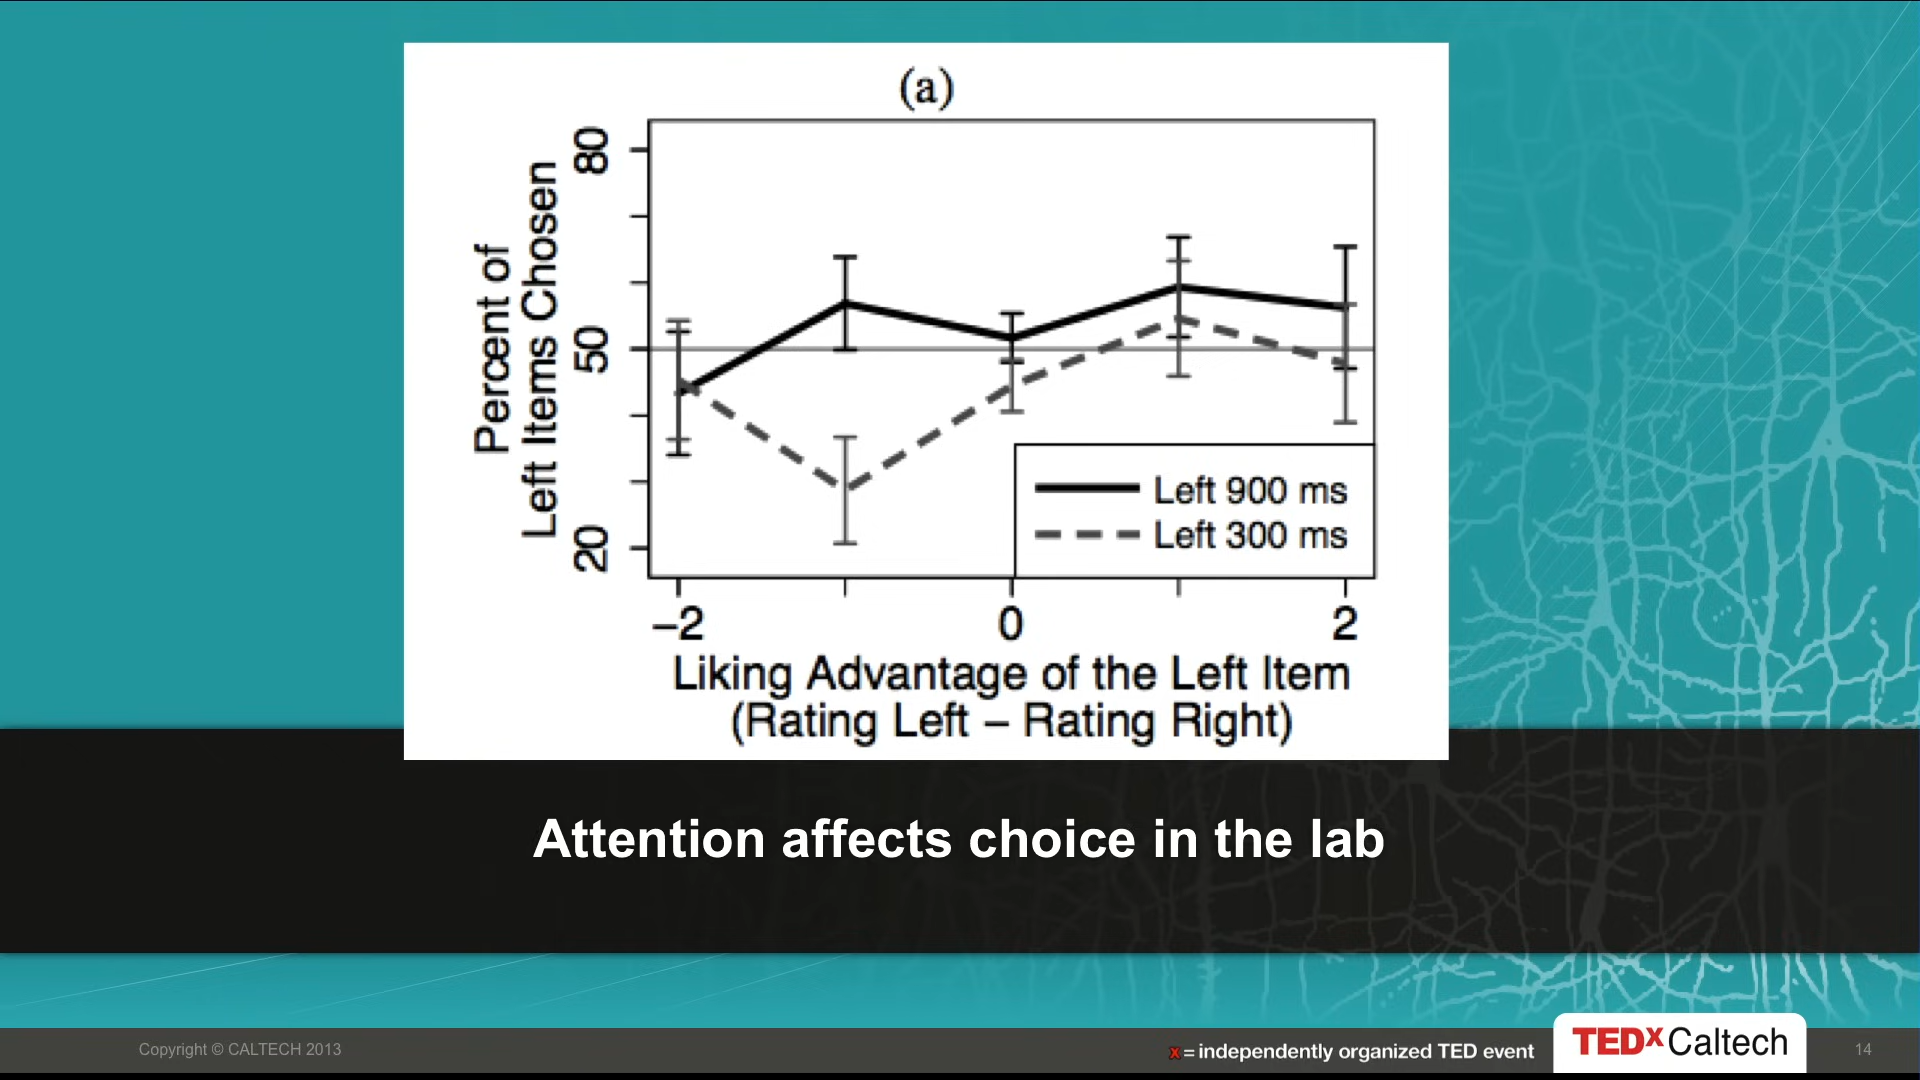 (a)
80
50
20
Percent of
Left Items Chosen
Left 900 ms
Left 300 ms
–2
0
2
Liking Advantage of the Left Item
(Rating Left – Rating Right)
Attention affects choice in the lab
Copyright © CALTECH 2013
x = independently organized TED event
TEDxCaltech
14